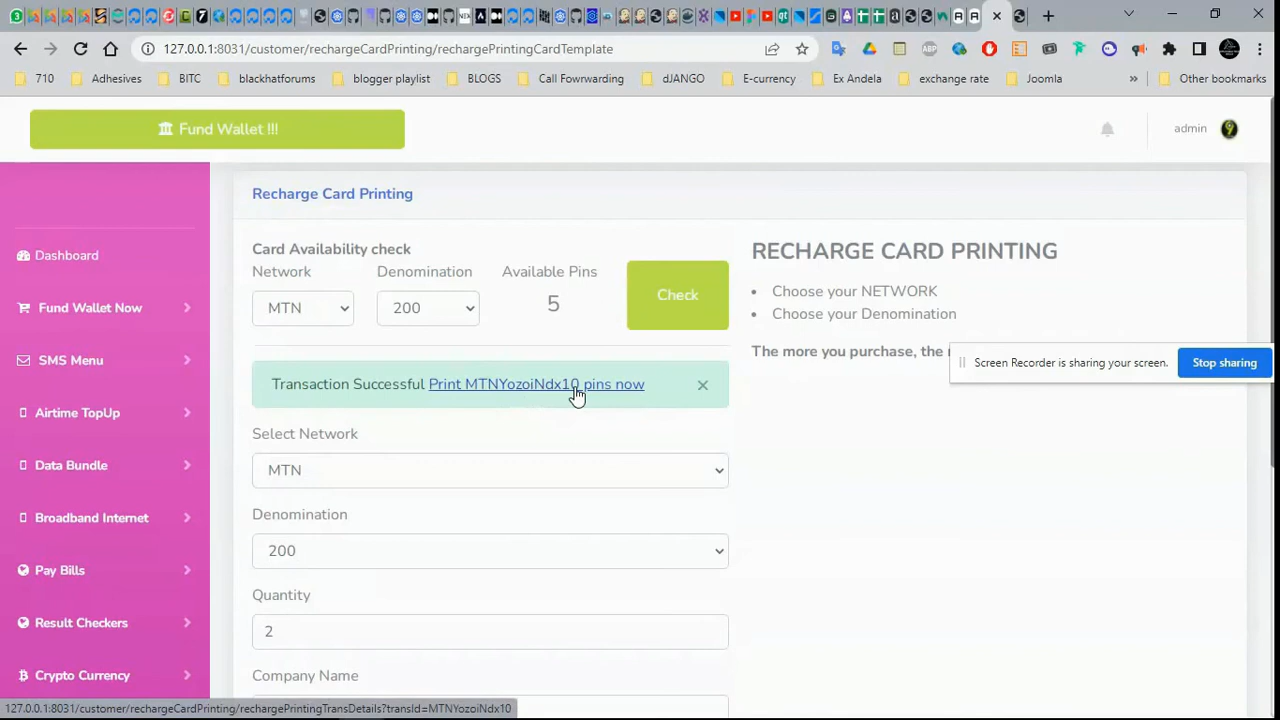 127.0.0.1:8031/customer/rechargeCardPrinting/rechargePrintingCardTemplate
710 Adhesives BITC blackhatforums blogger playlist BLOGS Call Fowrwarding dJANGO E-currency Ex Andela exchange rate Joomla » Other bookmarks
Fund Wallet !!!
admin
Recharge Card Printing
Card Availability check
Network Denomination Available Pins
MTN 200 5 Check
RECHARGE CARD PRINTING
• Choose your NETWORK
• Choose your Denomination
The more you purchase, the
Screen Recorder is sharing your screen. Stop sharing
Transaction Successful Print MTNYozoiNdx10 pins now ×
Select Network
MTN
Denomination
200
Quantity
2
Company Name
Dashboard
Fund Wallet Now
SMS Menu
Airtime TopUp
Data Bundle
Broadband Internet
Pay Bills
Result Checkers
Crypto Currency
127.0.0.1:8031/customer/rechargeCardPrinting/rechargePrintingTransDetails?transId=MTNYozoiNdx10